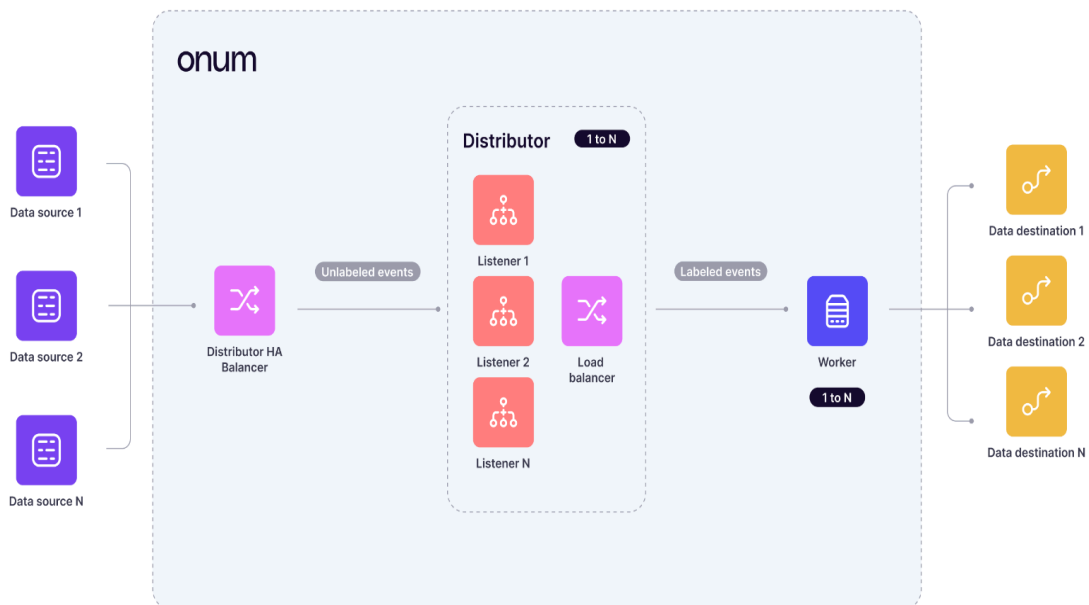 onum
Data source 1
Data source 2
Data source N
Distributor HA
Balancer
Unlabeled events
Distributor
1 to N
Listener 1
Listener 2
Listener N
Load
balancer
Labeled events
Worker
1 to N
Data destination 1
Data destination 2
Data destination N